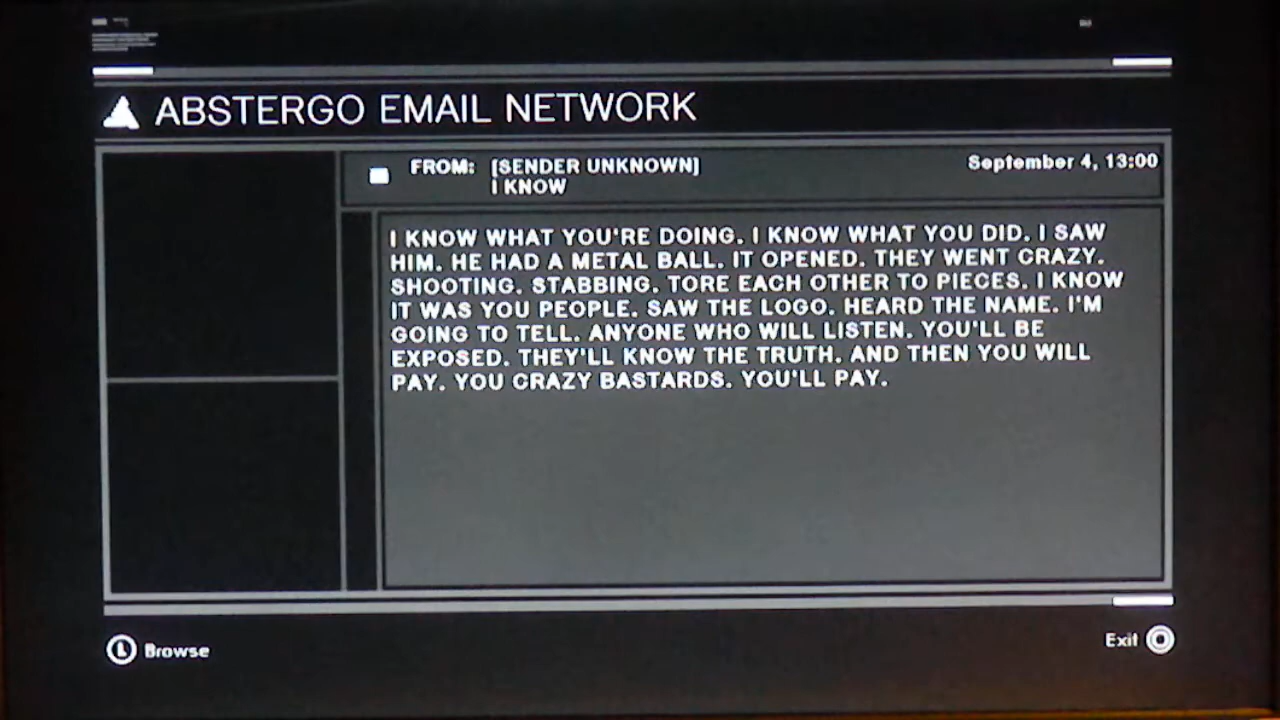 ABSTERGO EMAIL NETWORK
FROM: [SENDER UNKNOWN]
September 4, 13:00
I KNOW
I KNOW WHAT YOU'RE DOING. I KNOW WHAT YOU DID. I SAW
HIM. HE HAD A METAL BALL. IT OPENED. THEY WENT CRAZY.
SHOOTING. STABBING. TORE EACH OTHER TO PIECES. I KNOW
IT WAS YOU PEOPLE. SAW THE LOGO. HEARD THE NAME. I'M
GOING TO TELL. ANYONE WHO WILL LISTEN. YOU'LL BE
EXPOSED. THEY'LL KNOW THE TRUTH. AND THEN YOU WILL
PAY. YOU CRAZY BASTARDS. YOU'LL PAY.
L Browse
Exit